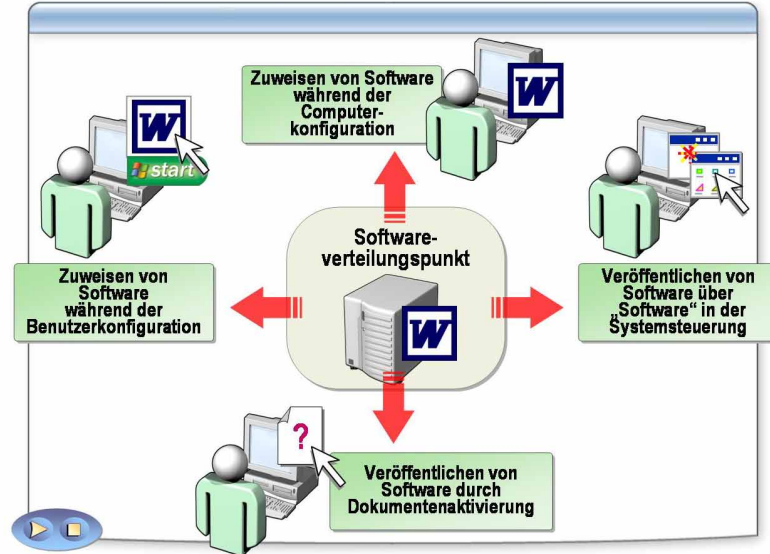 Zuweisen von Software
während der
Computer-
konfiguration
W
W
start
Software-
verteilungspunkt
W
Zuweisen von
Software
während der
Benutzerkonfiguration
Veröffentlichen von
Software über
„Software“ in der
Systemsteuerung
?
Veröffentlichen von
Software durch
Dokumentenaktivierung